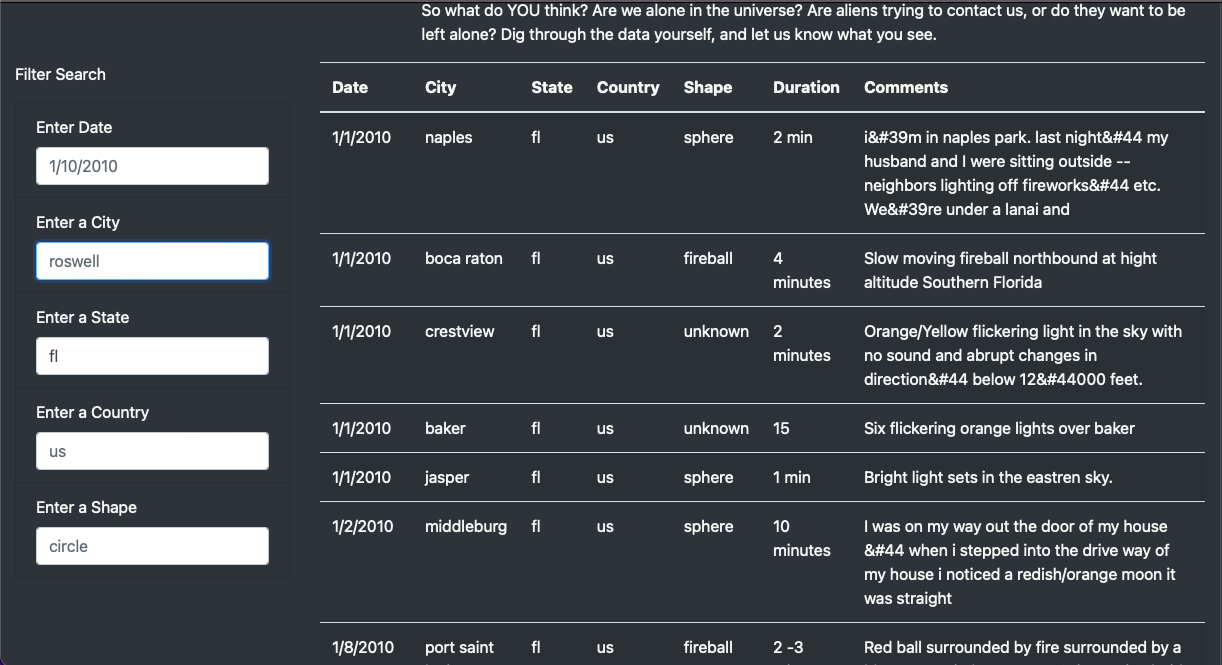 So what do YOU think? Are we alone in the universe? Are aliens trying to contact us, or do they want to be
left alone? Dig through the data yourself, and let us know what you see.
Filter Search
Enter Date
1/10/2010
Enter a City
roswell
Enter a State
fl
Enter a Country
us
Enter a Shape
circle
Date City State Country Shape Duration Comments
1/1/2010 naples fl us sphere 2 min i&#39m in naples park. last night&#44 my
husband and I were sitting outside --
neighbors lighting off fireworks&#44 etc.
We&#39re under a lanai and
1/1/2010 boca raton fl us fireball 4 Slow moving fireball northbound at hight
minutes altitude Southern Florida
1/1/2010 crestview fl us unknown 2 Orange/Yellow flickering light in the sky with
minutes no sound and abrupt changes in
direction&#44 below 12&#44000 feet.
1/1/2010 baker fl us unknown 15 Six flickering orange lights over baker
1/1/2010 jasper fl us sphere 1 min Bright light sets in the eastren sky.
1/2/2010 middleburg fl us sphere 10 I was on my way out the door of my house
minutes &#44 when i stepped into the drive way of
my house i noticed a redish/orange moon it
was straight
1/8/2010 port saint fl us fireball 2 -3 Red ball surrounded by fire surrounded by a